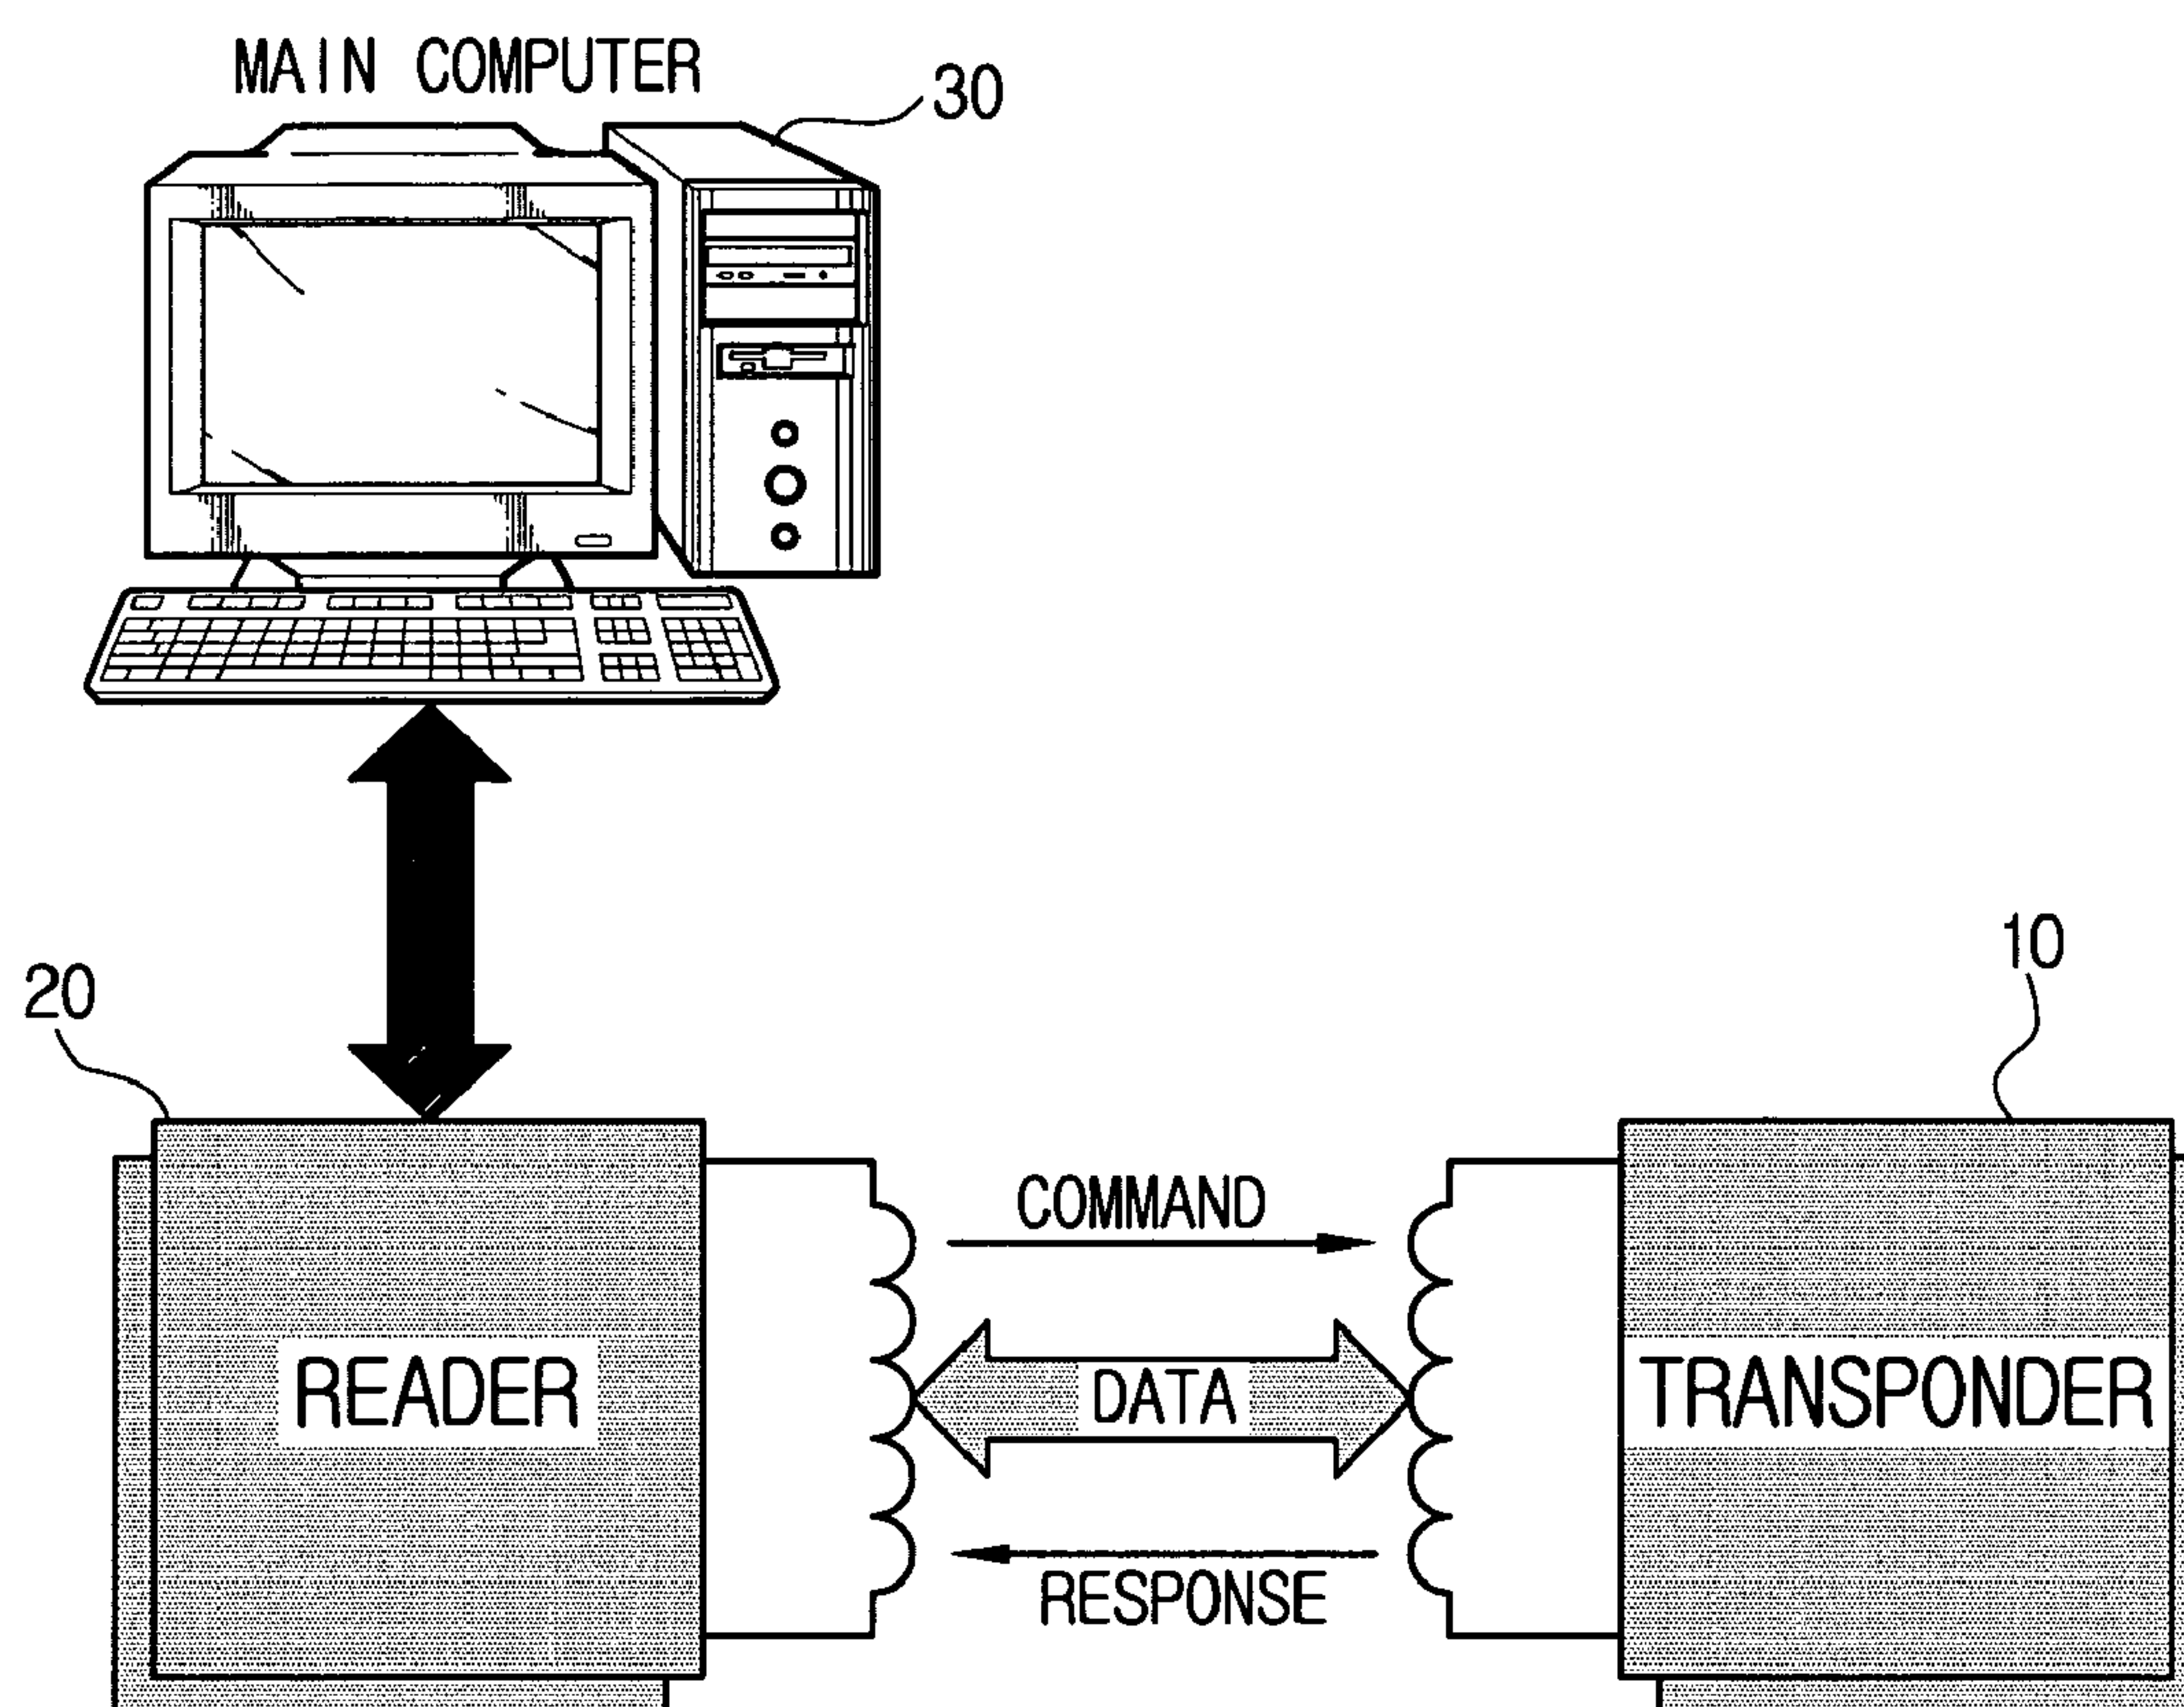 MAIN COMPUTER
30
20
10
COMMAND
READER
DATA
TRANSPONDER
RESPONSE